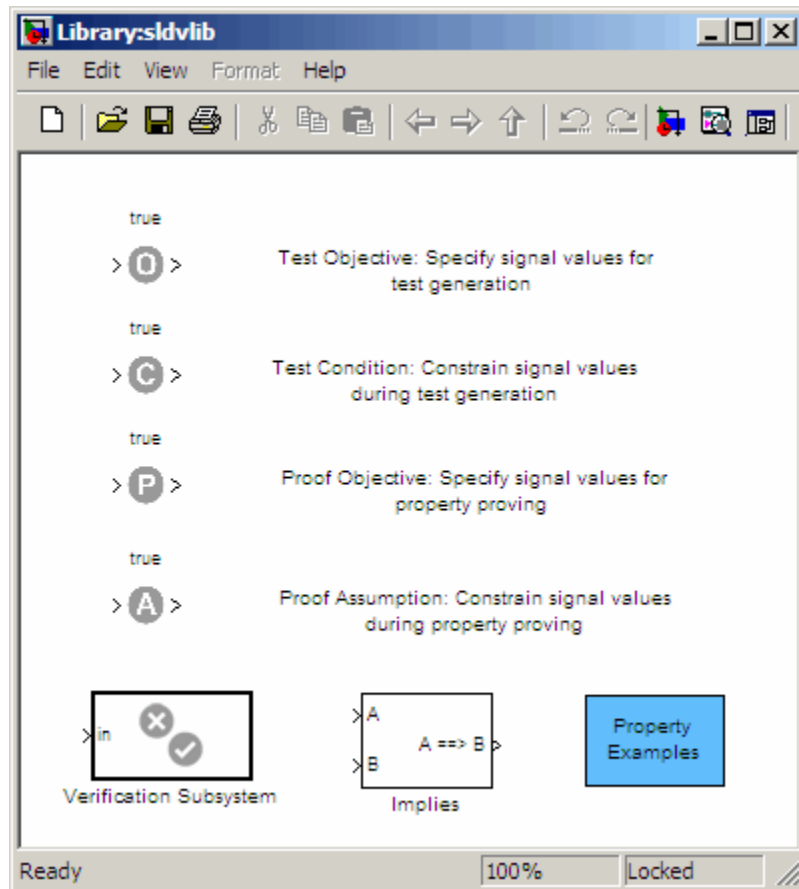 Library:sldvlib
File Edit View Format Help
true
O
Test Objective: Specify signal values for
test generation
true
C
Test Condition: Constrain signal values
during test generation
true
P
Proof Objective: Specify signal values for
property proving
true
A
Proof Assumption: Constrain signal values
during property proving
in
Verification Subsystem
A
A ==> B
B
Implies
Property
Examples
Ready 100% Locked